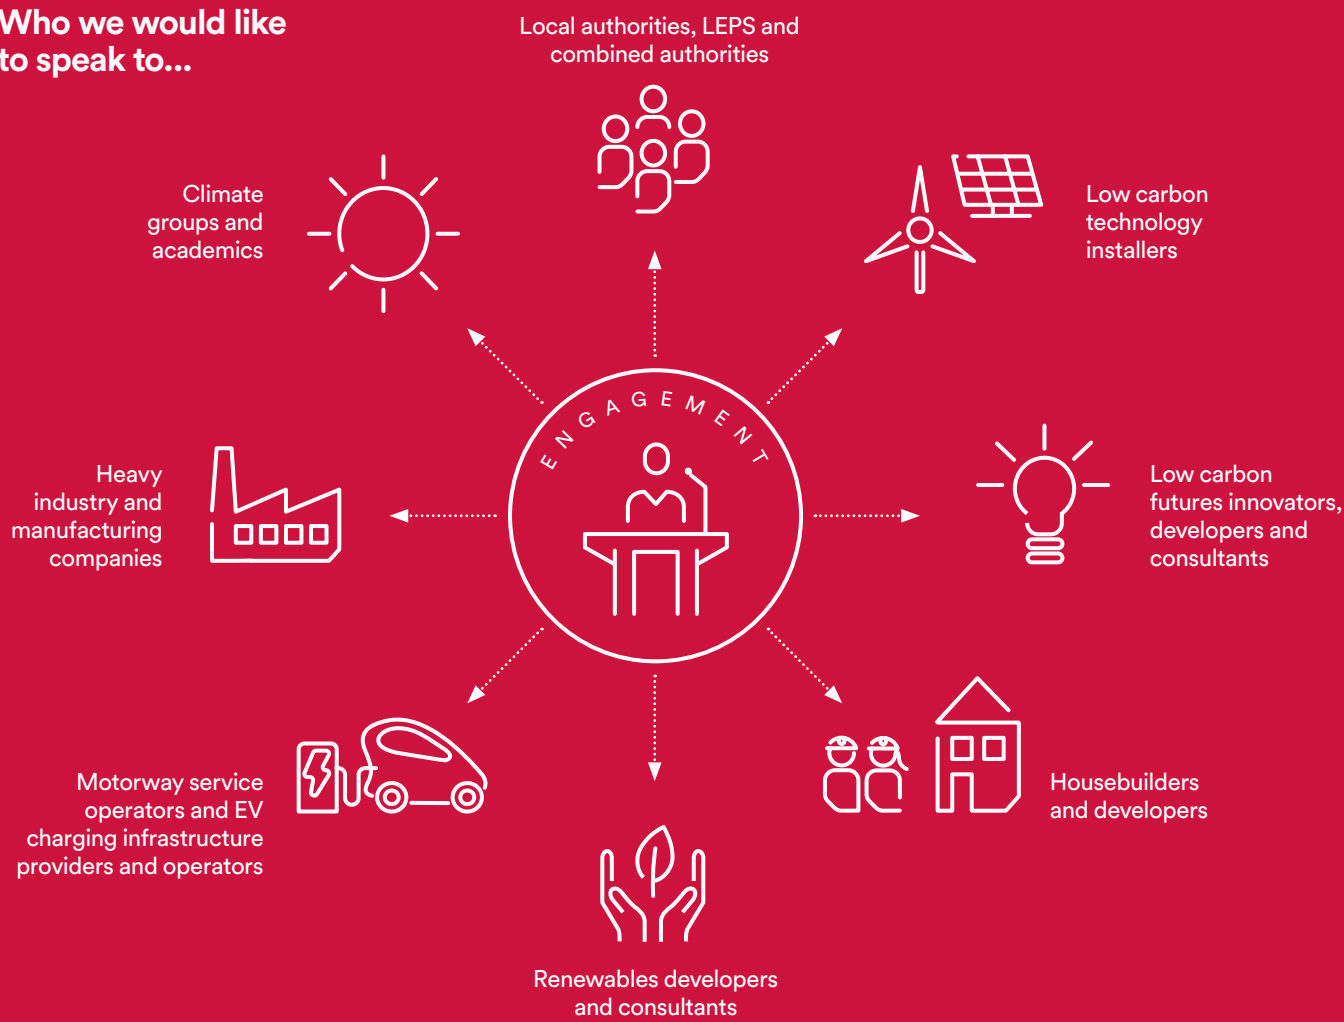 Who we would like
to speak to...
Local authorities, LEPS and
combined authorities
Climate
groups and
academics
Low carbon
technology
installers
ENGAGEMENT
Heavy
industry and
manufacturing
companies
Low carbon
futures innovators,
developers and
consultants
Motorway service
operators and EV
charging infrastructure
providers and operators
Housebuilders
and developers
Renewables developers
and consultants